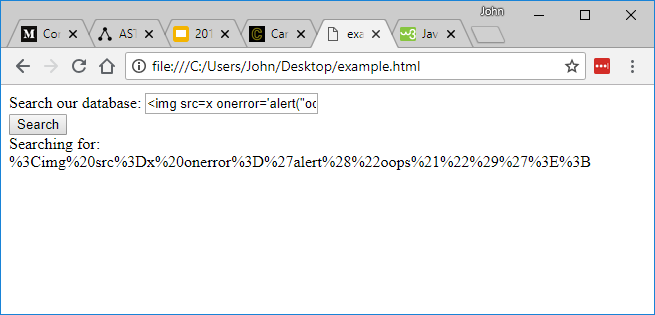 John
Con
AST
201
Car
exa
Jav
file:///C:/Users/John/Desktop/example.html
Search our database: <img src=x onerror='alert("oo
Search
Searching for:
%3Cimg%20src%3Dx%20onerror%3D%27alert%28%22oops%21%22%29%27%3E%3B